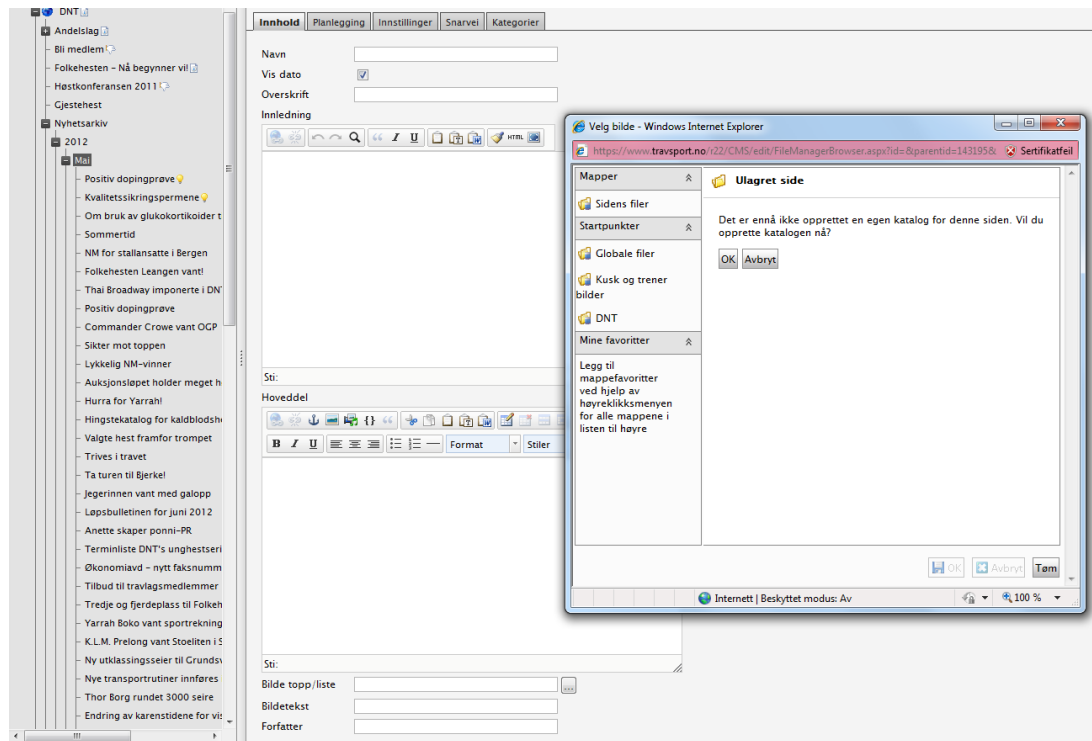 DNT
Andelslag
Bli medlem
Folkehesten - Nå begynner vi!
Høstkonferansen 2011
Gjestehest
Nyhetsarkiv
2012
Mai
Positiv dopingprøve
Kvalitetssikringspermene
Om bruk av glukokortikoider t
Sommertid
NM for stallansatte i Bergen
Folkehesten Leangen vant!
Thai Broadway imponerte i DN
Positiv dopingprøve
Commander Crowe vant OGP
Sikter mot toppen
Lykkelig NM-vinner
Auksjonsløpet holder meget h
Hurra for Yarrah!
Hingstekatalog for kaldblodshe
Valgte hest framfor trompet
Trives i travet
Ta turen til Bjerke!
Jegerinnen vant med galopp
Løpsbulletinen for juni 2012
Anette skaper ponni-PR
Terminliste DNT's unghestseri
Økonomiavd - nytt faksnumm
Tilbud til travlagsmedlemmer
Tredje og fjerdeplass til Folkeh
Yarrah Boko vant sportrekning
K.L.M. Prelong vant Stoeliten i S
Ny utklassingsseier til Grundsv
Nye transportrutiner innføres
Thor Borg rundet 3000 seire
Endring av karenstidene for vis
Innhold Planlegging Innstillinger Snarvei Kategorier
Navn
Vis dato
Overskrift
Innledning
HTML
Sti:
Hoveddel
B I U Format Stiler
Sti:
Bilde topp/liste ...
Bildetekst
Forfatter
Velg bilde - Windows Internet Explorer
https://www.travsport.no/r22/CMS/edit/FileManagerBrowser.aspx?id=&parentid=143195& Sertifikatfeil
Mapper
Sidens filer
Startpunkter
Globale filer
Kusk og trener
bilder
DNT
Mine favoritter
Legg til
mappefavoritter
ved hjelp av
høyreklikksmenyen
for alle mappene i
listen til høyre
Ulagret side
Det er ennå ikke opprettet en egen katalog for denne siden. Vil du
opprette katalogen nå?
OK Avbryt
OK Avbryt Tøm
Internett | Beskyttet modus: Av 100 %